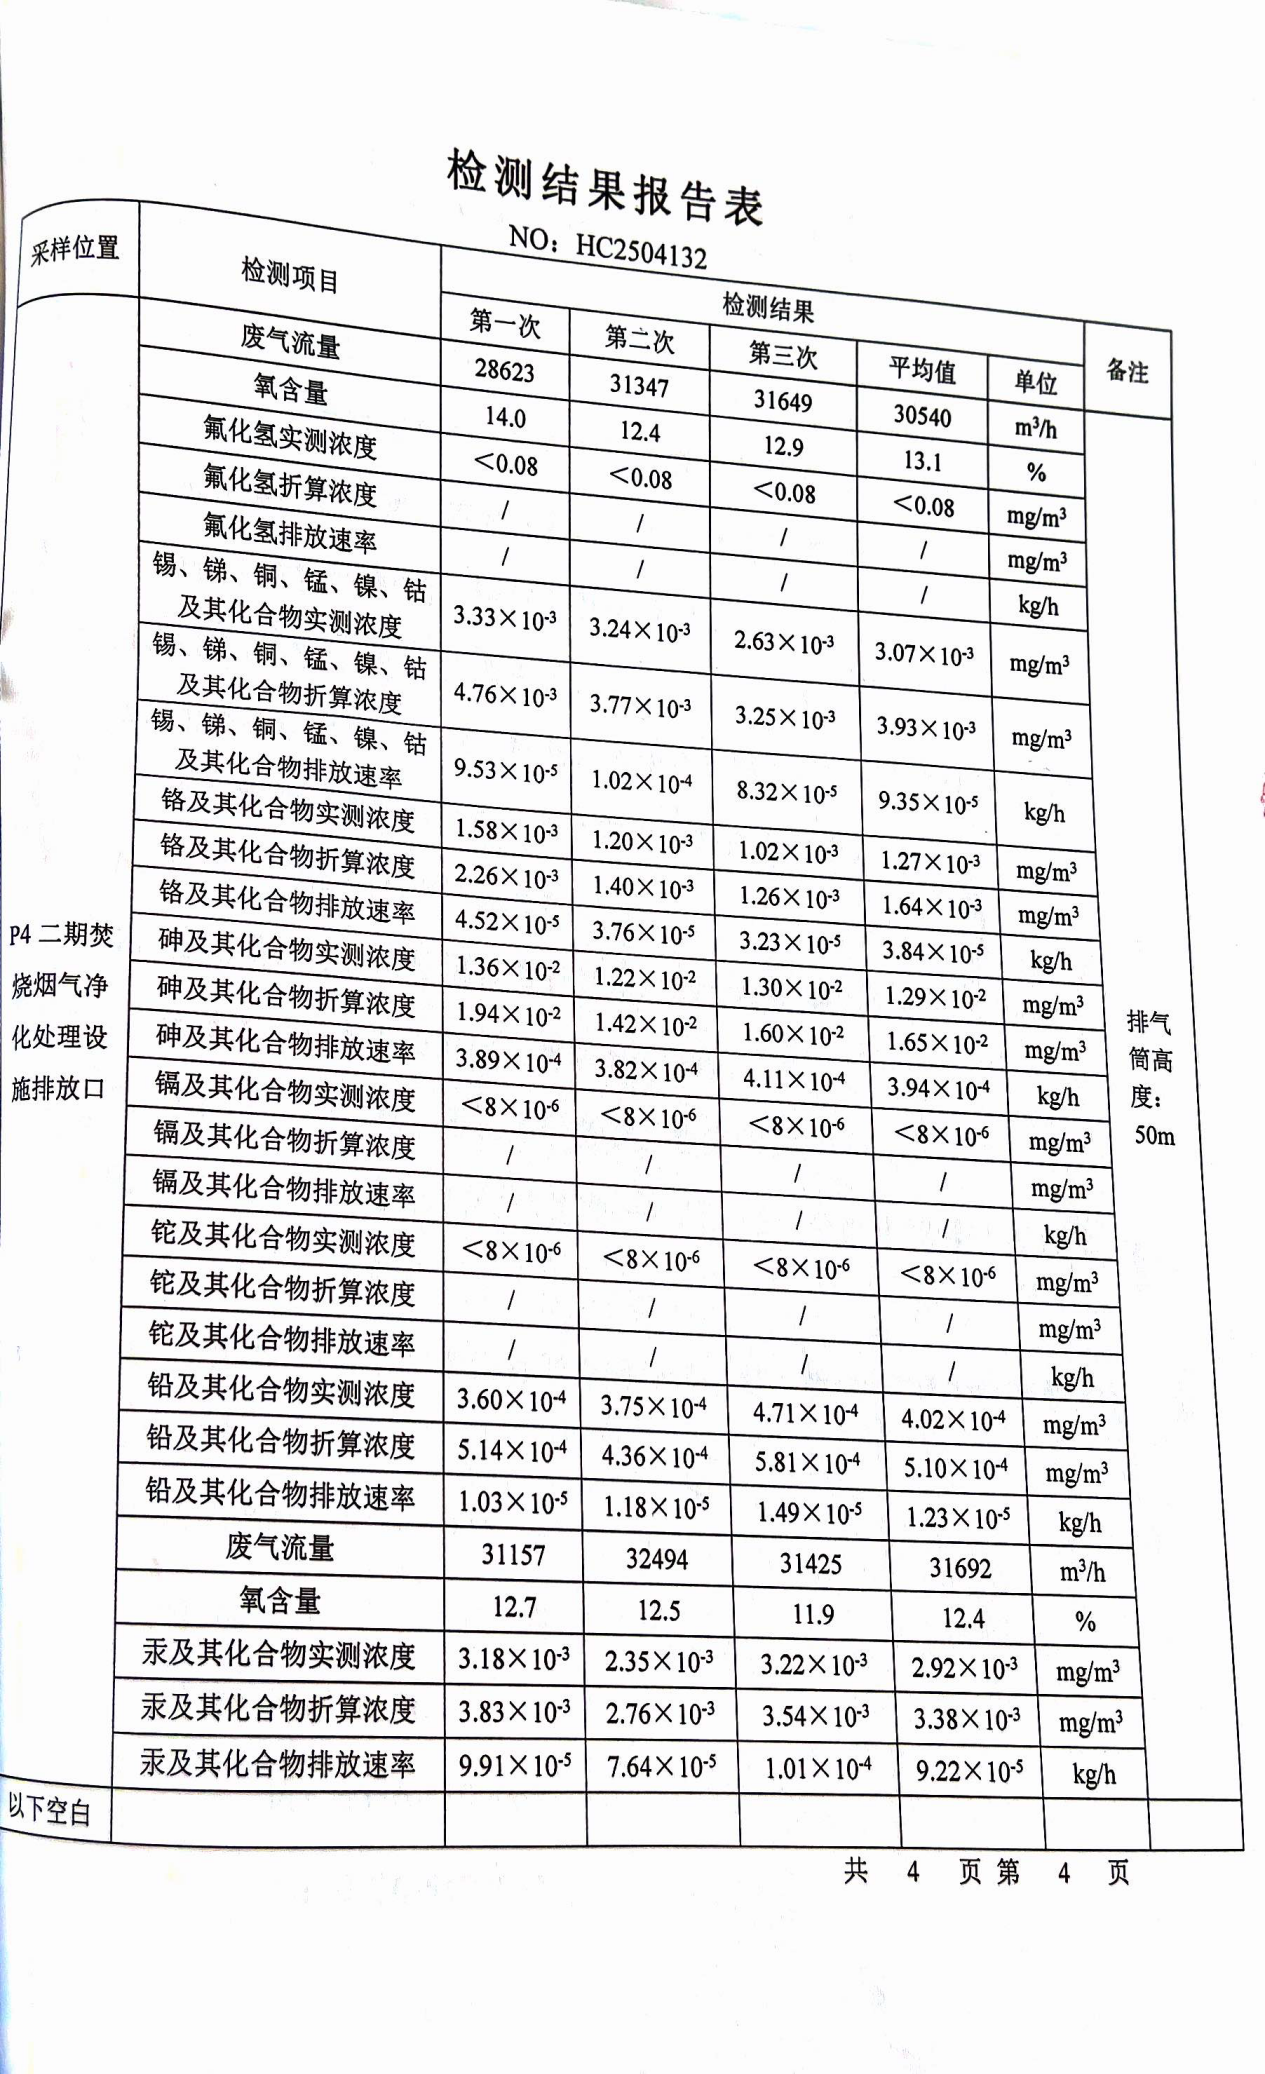 检测结果报告表
NO：HC2504132
采样位置 检测项目 检测结果 备注
第一次 第二次 第三次 平均值 单位
废气流量 28623 31347 31649 30540 m³/h
氧含量 14.0 12.4 12.9 13.1 %
氟化氢实测浓度 <0.08 <0.08 <0.08 <0.08 mg/m³
氟化氢折算浓度 / / / / mg/m³
氟化氢排放速率 / / / / kg/h
锡、锑、铜、锰、镍、钴
及其化合物实测浓度 3.33×10⁻³ 3.24×10⁻³ 2.63×10⁻³ 3.07×10⁻³ mg/m³
锡、锑、铜、锰、镍、钴
及其化合物折算浓度 4.76×10⁻³ 3.77×10⁻³ 3.25×10⁻³ 3.93×10⁻³ mg/m³
锡、锑、铜、锰、镍、钴
及其化合物排放速率 9.53×10⁻⁵ 1.02×10⁻⁴ 8.32×10⁻⁵ 9.35×10⁻⁵ kg/h
铬及其化合物实测浓度 1.58×10⁻³ 1.20×10⁻³ 1.02×10⁻³ 1.27×10⁻³ mg/m³
铬及其化合物折算浓度 2.26×10⁻³ 1.40×10⁻³ 1.26×10⁻³ 1.64×10⁻³ mg/m³
铬及其化合物排放速率 4.52×10⁻⁵ 3.76×10⁻⁵ 3.23×10⁻⁵ 3.84×10⁻⁵ kg/h
砷及其化合物实测浓度 1.36×10⁻² 1.22×10⁻² 1.30×10⁻² 1.29×10⁻² mg/m³
砷及其化合物折算浓度 1.94×10⁻² 1.42×10⁻² 1.60×10⁻² 1.65×10⁻² mg/m³
砷及其化合物排放速率 3.89×10⁻⁴ 3.82×10⁻⁴ 4.11×10⁻⁴ 3.94×10⁻⁴ kg/h
镉及其化合物实测浓度 <8×10⁻⁶ <8×10⁻⁶ <8×10⁻⁶ <8×10⁻⁶ mg/m³
镉及其化合物折算浓度 / / / / mg/m³
镉及其化合物排放速率 / / / / kg/h
铊及其化合物实测浓度 <8×10⁻⁶ <8×10⁻⁶ <8×10⁻⁶ <8×10⁻⁶ mg/m³
铊及其化合物折算浓度 / / / / mg/m³
铊及其化合物排放速率 / / / / kg/h
铅及其化合物实测浓度 3.60×10⁻⁴ 3.75×10⁻⁴ 4.71×10⁻⁴ 4.02×10⁻⁴ mg/m³
铅及其化合物折算浓度 5.14×10⁻⁴ 4.36×10⁻⁴ 5.81×10⁻⁴ 5.10×10⁻⁴ mg/m³
铅及其化合物排放速率 1.03×10⁻⁵ 1.18×10⁻⁵ 1.49×10⁻⁵ 1.23×10⁻⁵ kg/h
废气流量 31157 32494 31425 31692 m³/h
氧含量 12.7 12.5 11.9 12.4 %
汞及其化合物实测浓度 3.18×10⁻³ 2.35×10⁻³ 3.22×10⁻³ 2.92×10⁻³ mg/m³
汞及其化合物折算浓度 3.83×10⁻³ 2.76×10⁻³ 3.54×10⁻³ 3.38×10⁻³ mg/m³
汞及其化合物排放速率 9.91×10⁻⁵ 7.64×10⁻⁵ 1.01×10⁻⁴ 9.22×10⁻⁵ kg/h
P4 二期焚
烧烟气净
化处理设
施排放口
排气
筒高
度：
50m
以下空白
共 4 页 第 4 页